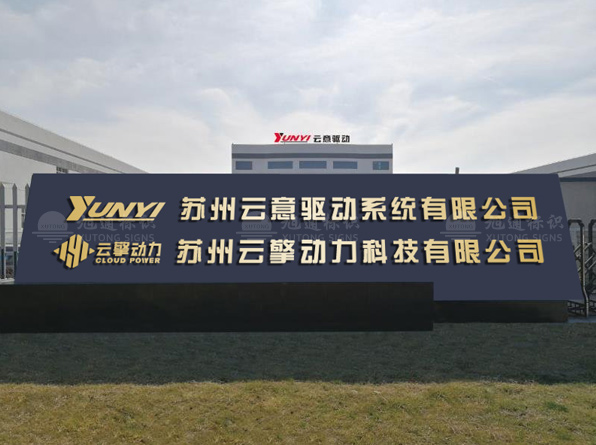 YUNYI 云意驱动
YUNYI 苏州云意驱动系统有限公司
云擎动力 CLOUD POWER 苏州云擎动力科技有限公司
旭通标识
XUTONG SIGNS